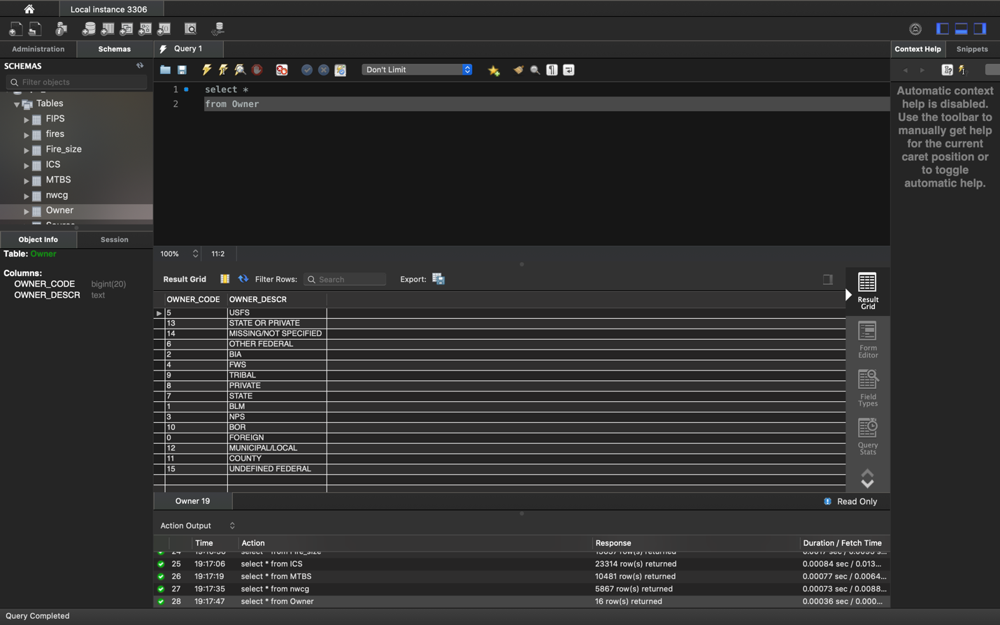 Local instance 3306
Administration
Schemas
Query 1
Context Help
Snippets
SCHEMAS
Filter objects
Tables
FIPS
fires
Fire_size
ICS
MTBS
nwcg
Owner
Don't Limit
1 select *
2 from Owner
Automatic context
help is disabled.
Use the toolbar to
manually get help
for the current
caret position or
to toggle
automatic help.
Object Info
Session
Table: Owner
Columns:
OWNER_CODE bigint(20)
OWNER_DESCR text
100% 11:2
Result Grid Filter Rows: Search Export:
OWNER_CODE OWNER_DESCR
5 USFS
13 STATE OR PRIVATE
14 MISSING/NOT SPECIFIED
6 OTHER FEDERAL
2 BIA
4 FWS
9 TRIBAL
8 PRIVATE
7 STATE
1 BLM
3 NPS
10 BOR
0 FOREIGN
12 MUNICIPAL/LOCAL
11 COUNTY
15 UNDEFINED FEDERAL
Result
Grid
Form
Editor
Field
Types
Query
Stats
Owner 19
Read Only
Action Output
Time Action Response Duration / Fetch Time
25 19:17:06 select * from ICS 23314 row(s) returned 0.00084 sec / 0.013...
26 19:17:19 select * from MTBS 10481 row(s) returned 0.00077 sec / 0.0064...
27 19:17:35 select * from nwcg 5867 row(s) returned 0.00073 sec / 0.0088...
28 19:17:47 select * from Owner 16 row(s) returned 0.00036 sec / 0.000...
Query Completed